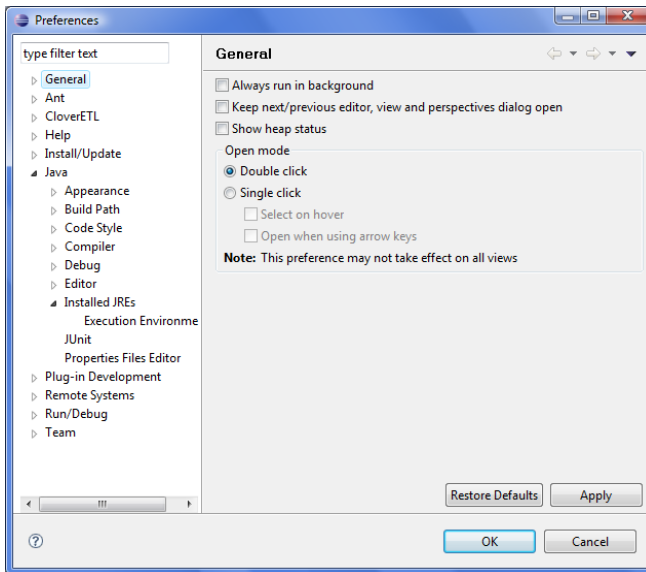 Preferences
type filter text
General
Ant
CloverETL
Help
Install/Update
Java
Appearance
Build Path
Code Style
Compiler
Debug
Editor
Installed JREs
Execution Environme
JUnit
Properties Files Editor
Plug-in Development
Remote Systems
Run/Debug
Team
General
Always run in background
Keep next/previous editor, view and perspectives dialog open
Show heap status
Open mode
Double click
Single click
Select on hover
Open when using arrow keys
Note: This preference may not take effect on all views
Restore Defaults
Apply
OK
Cancel